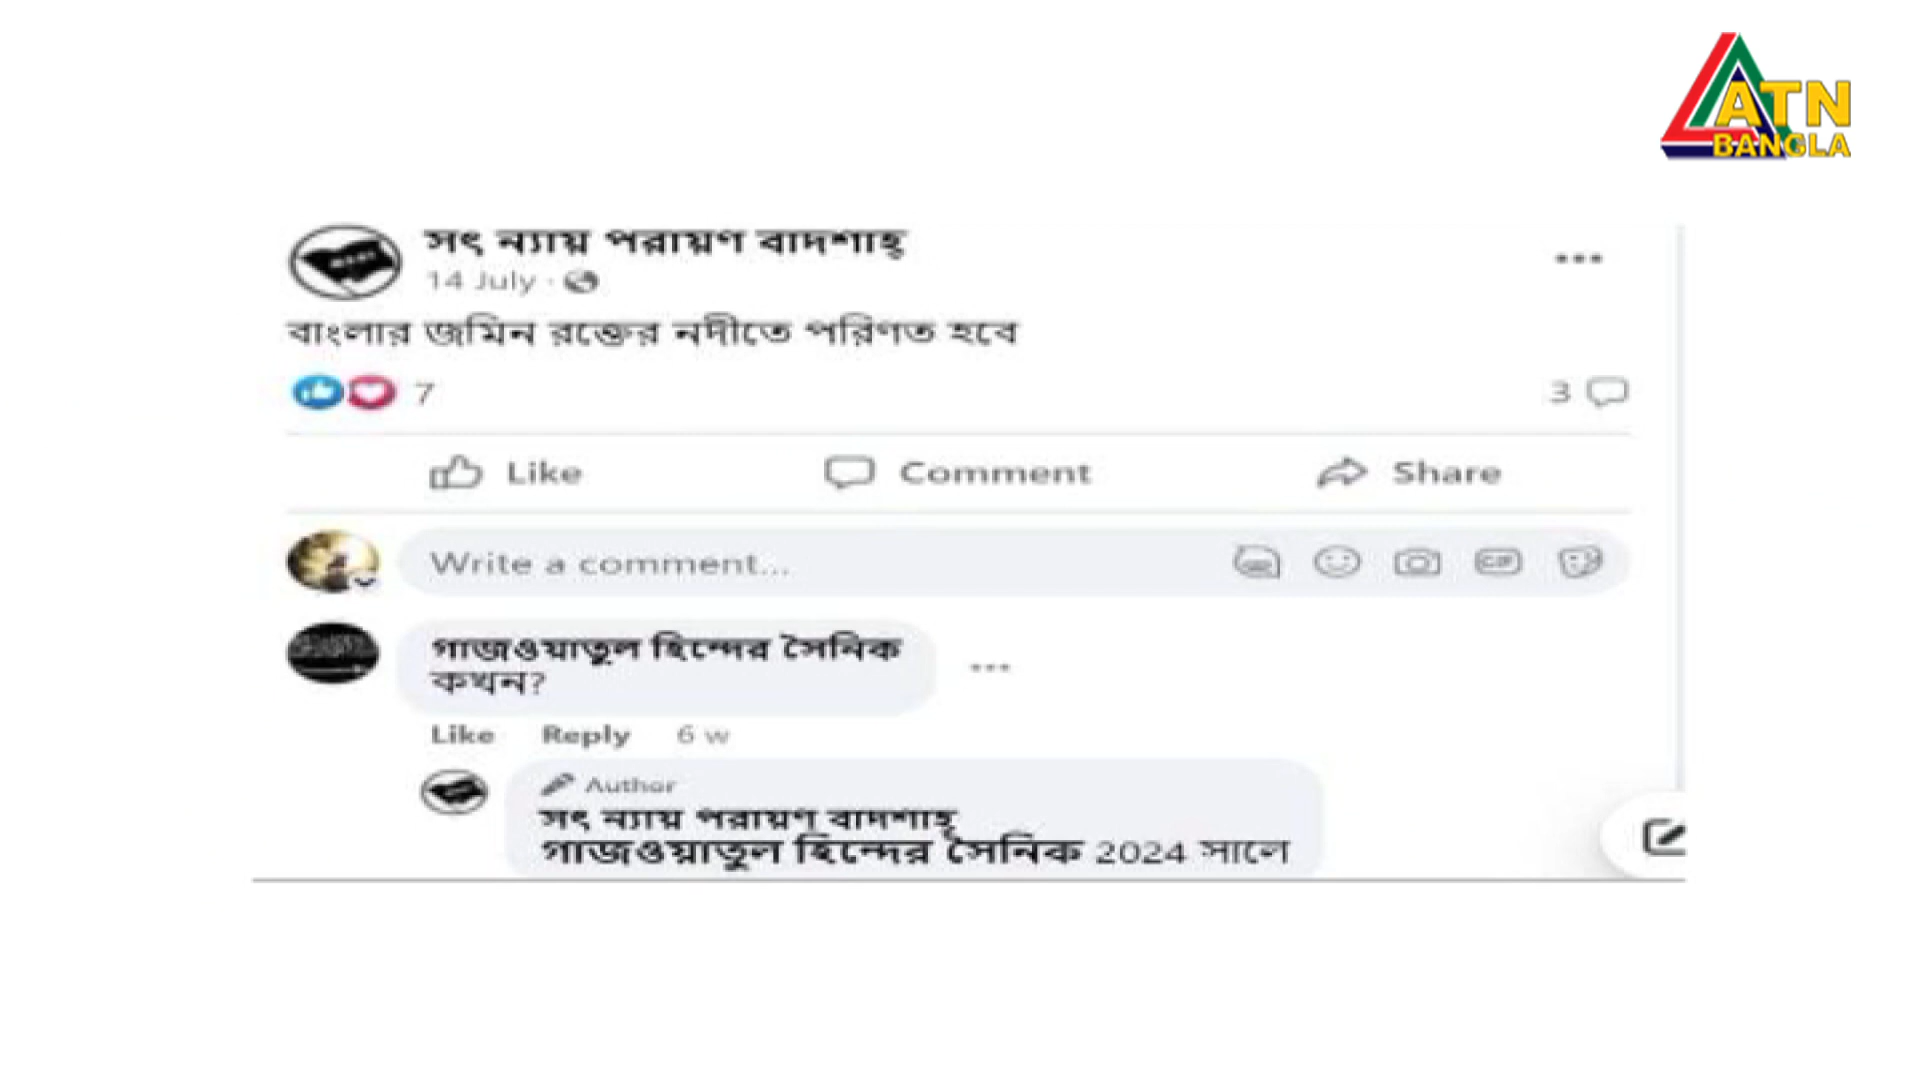 ATN
BANGLA
সৎ ন্যায় পরায়ণ বাদশাহ্
14 July ·
বাংলার জমিন রক্তের নদীতে পরিণত হবে
7
3
Like
Comment
Share
Write a comment...
GIF
গাজওয়াতুল হিন্দের সৈনিক
কখন?
Like Reply 6 w
Author
সৎ ন্যায় পরায়ণ বাদশাহ্
গাজওয়াতুল হিন্দের সৈনিক 2024 সালে